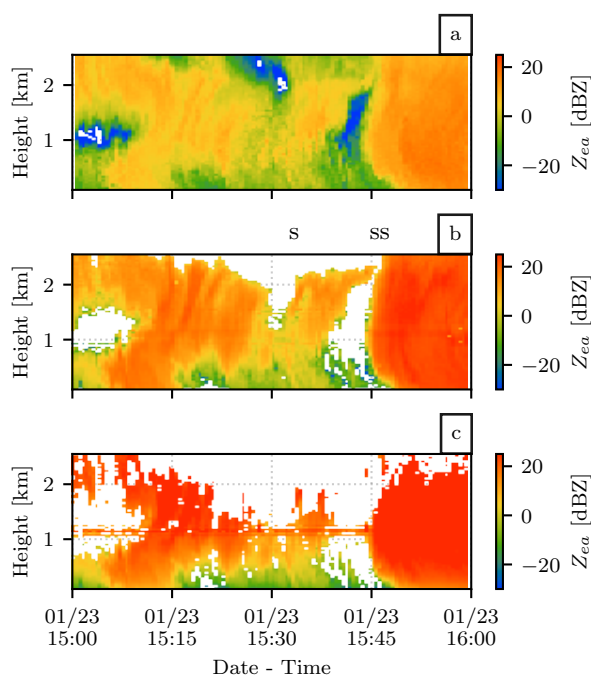 a
Height [km]
2
1
20
0
−20
Z_ea [dBZ]
s ss
b
Height [km]
2
1
20
0
−20
Z_ea [dBZ]
c
Height [km]
2
1
20
0
−20
Z_ea [dBZ]
01/23 01/23 01/23 01/23 01/23
15:00 15:15 15:30 15:45 16:00
Date - Time